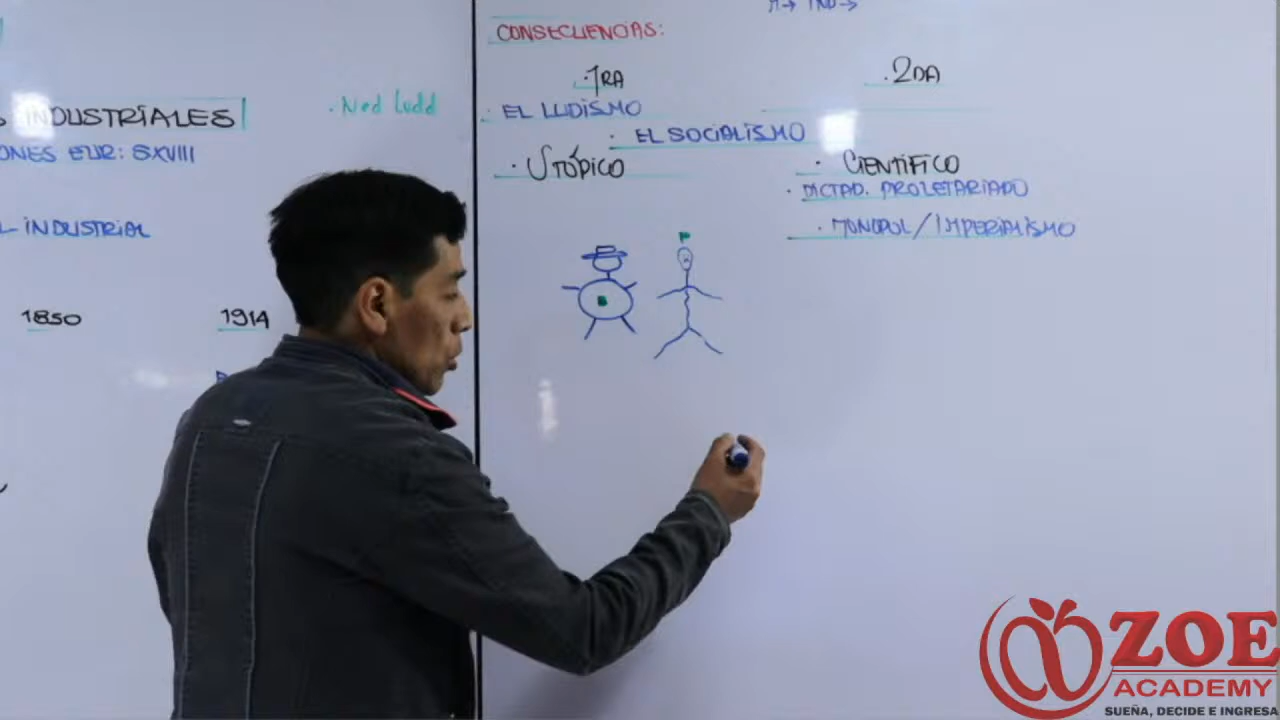 INDUSTRIALES
ONES EUR: SXVIII
L INDUSTRIAL
1850
1914
· Ned Ludd
CONSECUENCIAS:
· 1RA
· 2DA
· EL LUDISMO
· EL SOCIALISMO
· UTÓPICO
· CIENTÍFICO
· DICTAD. PROLETARIADO
· MONOPOL/IMPERIALISMO
P
B
ZOE
ACADEMY
SUEÑA, DECIDE E INGRESA